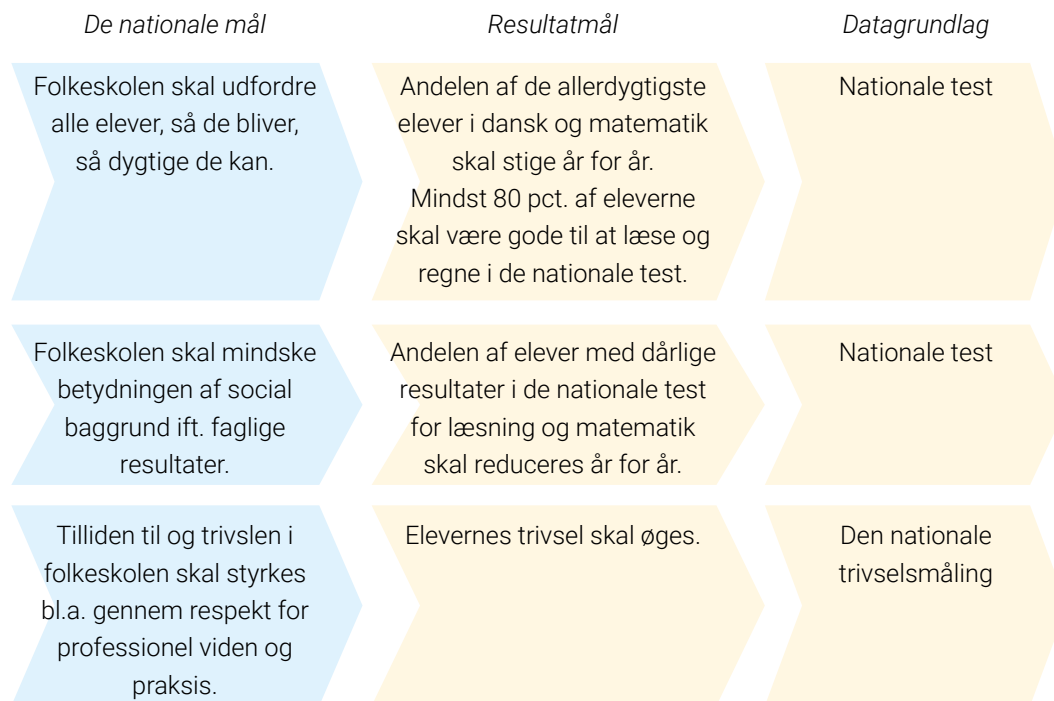 De nationale mål
Resultatmål
Datagrundlag
Folkeskolen skal udfordre
alle elever, så de bliver,
så dygtige de kan.
Andelen af de allerdygtigste
elever i dansk og matematik
skal stige år for år.
Mindst 80 pct. af eleverne
skal være gode til at læse og
regne i de nationale test.
Nationale test
Folkeskolen skal mindske
betydningen af social
baggrund ift. faglige
resultater.
Andelen af elever med dårlige
resultater i de nationale test
for læsning og matematik
skal reduceres år for år.
Nationale test
Tilliden til og trivslen i
folkeskolen skal styrkes
bl.a. gennem respekt for
professionel viden og
praksis.
Elevernes trivsel skal øges.
Den nationale
trivselsmåling